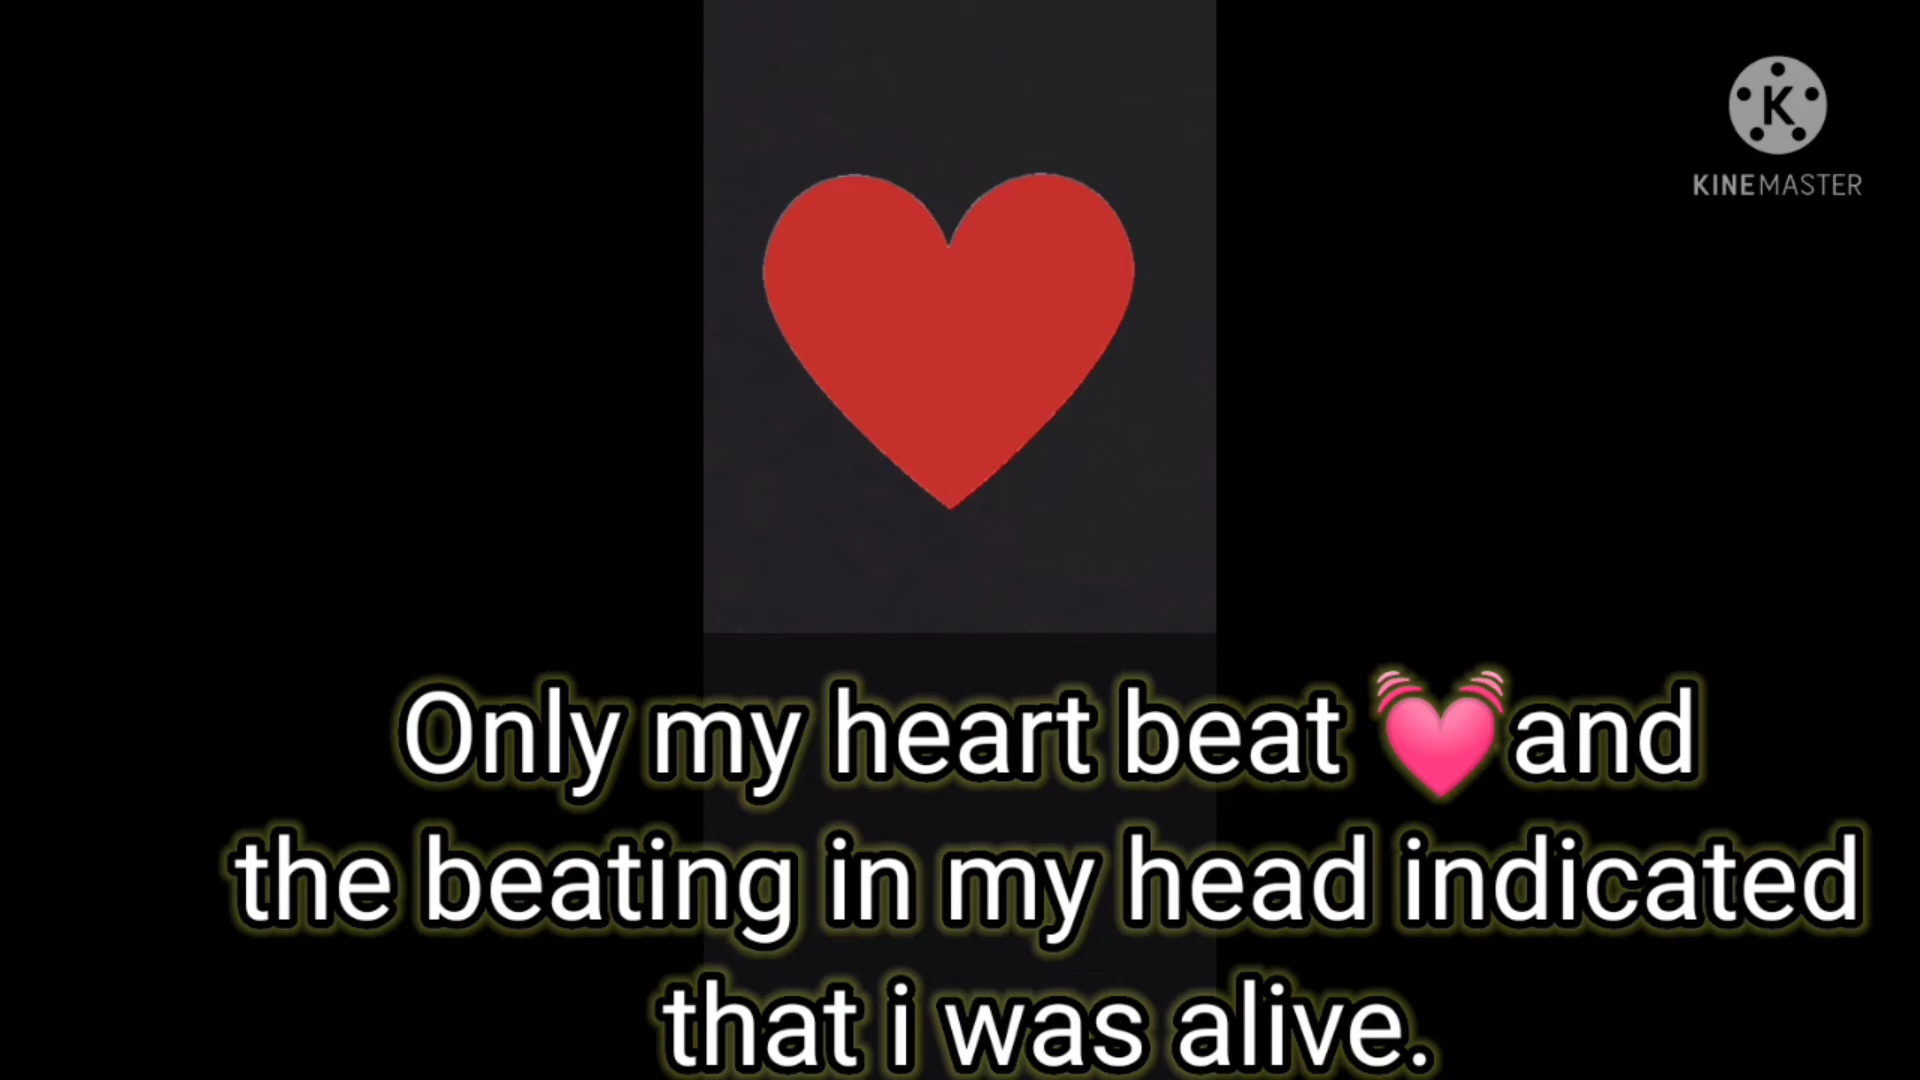 K
KINEMASTER
Only my heart beat 💓and
the beating in my head indicated
that i was alive.